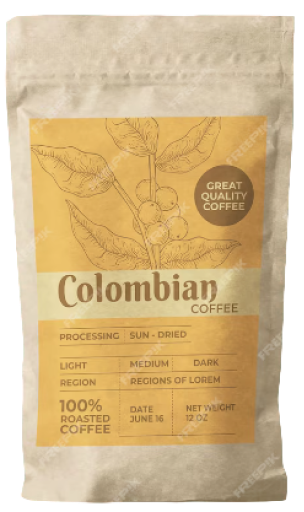 GREAT
QUALITY
COFFEE
Colombian
COFFEE
PROCESSING SUN - DRIED
LIGHT MEDIUM DARK
REGION REGIONS OF LOREM
100%
ROASTED
COFFEE
DATE
JUNE 16
NET WEIGHT
12 OZ
FREEPIK